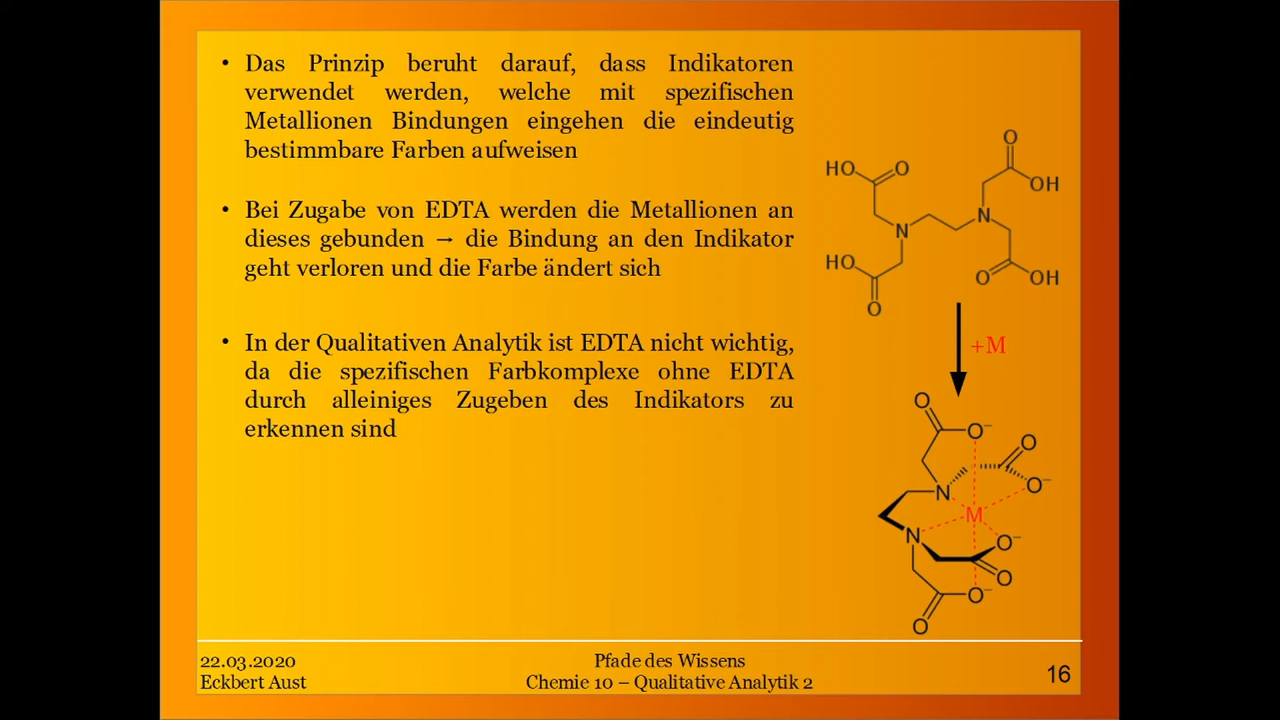 • Das Prinzip beruht darauf, dass Indikatoren
verwendet werden, welche mit spezifischen
Metallionen Bindungen eingehen die eindeutig
bestimmbare Farben aufweisen
• Bei Zugabe von EDTA werden die Metallionen an
dieses gebunden → die Bindung an den Indikator
geht verloren und die Farbe ändert sich
• In der Qualitativen Analytik ist EDTA nicht wichtig,
da die spezifischen Farbkomplexe ohne EDTA
durch alleiniges Zugeben des Indikators zu
erkennen sind
O
HO O
OH
N
N
HO
O OH
O
+M
O
O⁻
O
O⁻
N
M
N
O⁻
O
O⁻
O
22.03.2020
Eckbert Aust
Pfade des Wissens
Chemie 10 – Qualitative Analytik 2
16